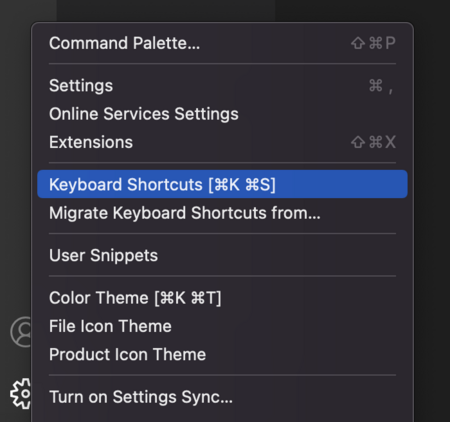 Command Palette... ⇧⌘P
Settings ⌘ ,
Online Services Settings
Extensions ⇧⌘X
Keyboard Shortcuts [⌘K ⌘S]
Migrate Keyboard Shortcuts from...
User Snippets
Color Theme [⌘K ⌘T]
File Icon Theme
Product Icon Theme
Turn on Settings Sync...